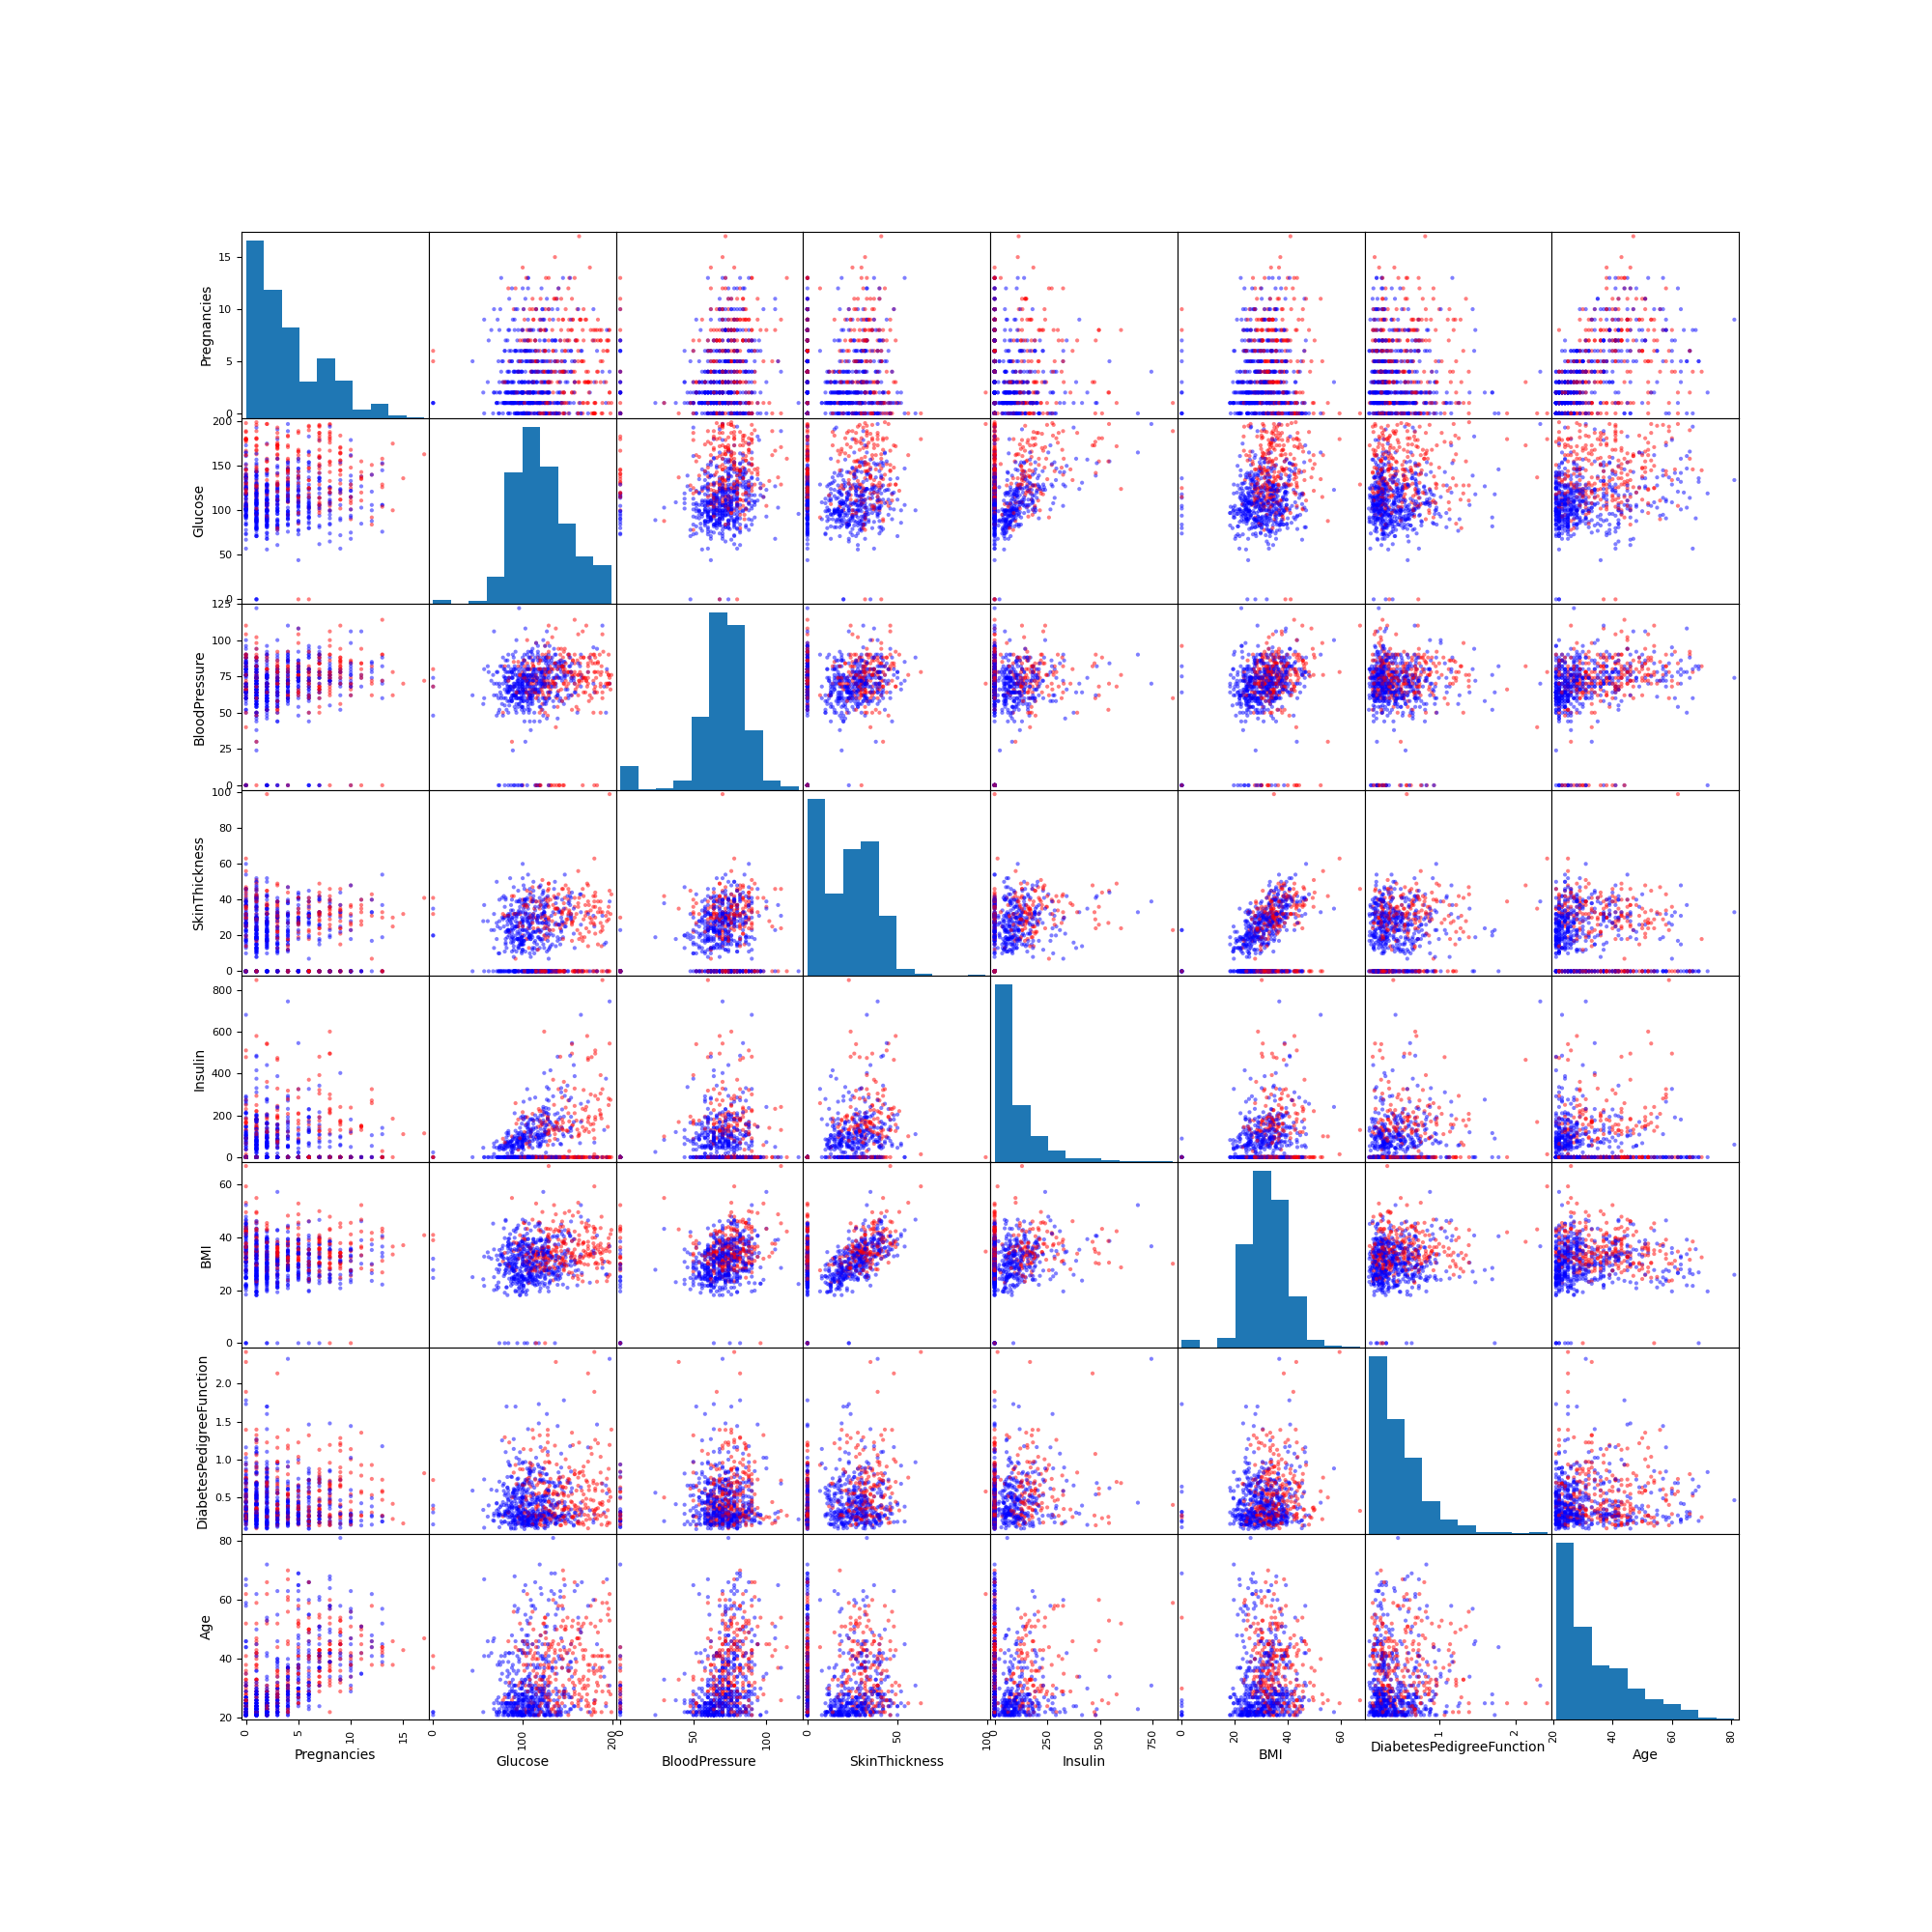 15
10
5
0
Pregnancies
200
150
100
50
0
Glucose
125
100
75
50
25
0
BloodPressure
100
80
60
40
20
0
SkinThickness
800
600
400
200
0
Insulin
60
40
20
0
BMI
2.0
1.5
1.0
0.5
DiabetesPedigreeFunction
80
60
40
20
Age
0 5 10 15
Pregnancies
0 100 200
Glucose
0 50 100
BloodPressure
0 50 100
SkinThickness
0 250 500 750
Insulin
0 20 40 60
BMI
1 2
DiabetesPedigreeFunction
20 40 60 80
Age